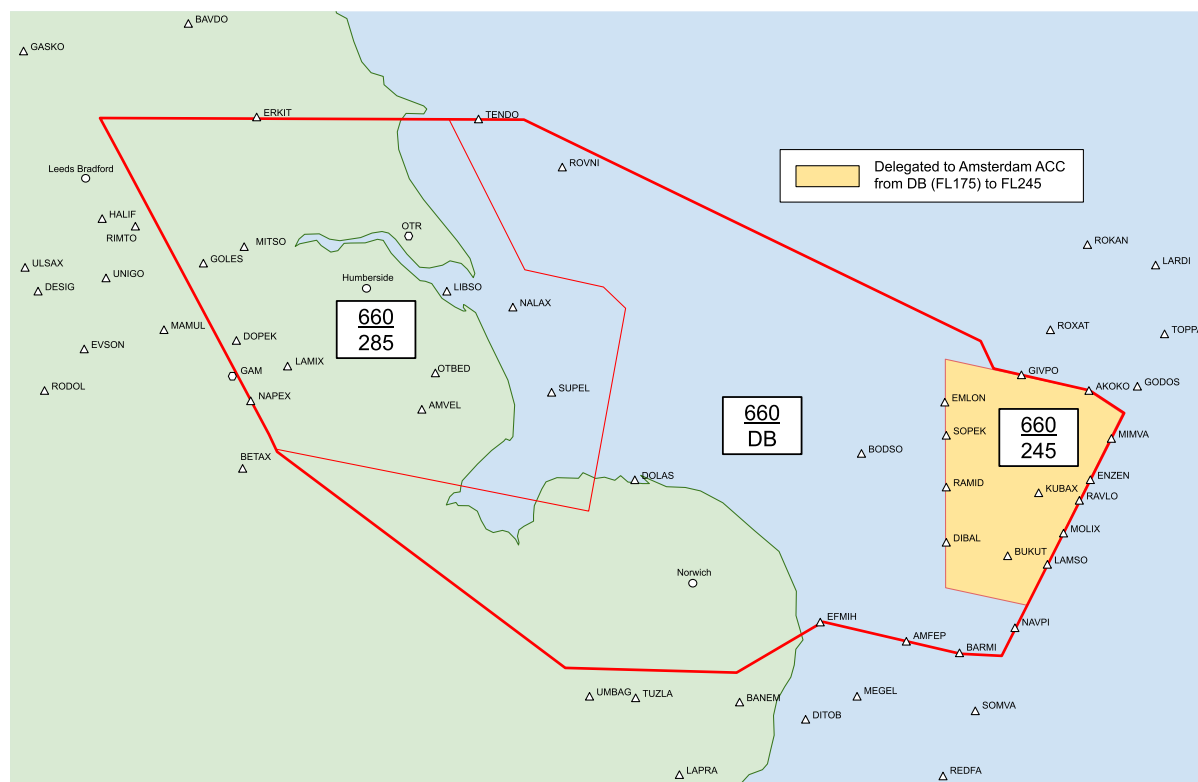 BAVDO
GASKO
ERKIT
TENDO
ROVNI
Leeds Bradford
Delegated to Amsterdam ACC
from DB (FL175) to FL245
HALIF
RIMTO
OTR
MITSO
ROKAN
GOLES
ULSAX
LARDI
UNIGO
DESIG
Humberside
LIBSO
NALAX
660
285
MAMUL
ROXAT
TOPPA
DOPEK
EVSON
LAMIX
GAM
OTBED
GIVPO
RODOL
NAPEX
SUPEL
AKOKO
GODOS
AMVEL
EMLON
660
DB
660
245
SOPEK
MIMVA
BETAX
BODSO
DOLAS
RAMID
KUBAX
ENZEN
RAVLO
MOLIX
DIBAL
BUKUT
LAMSO
Norwich
EFMIH
AMFEP
NAVPI
BARMI
UMBAG
TUZLA
BANEM
MEGEL
SOMVA
DITOB
LAPRA
REDFA